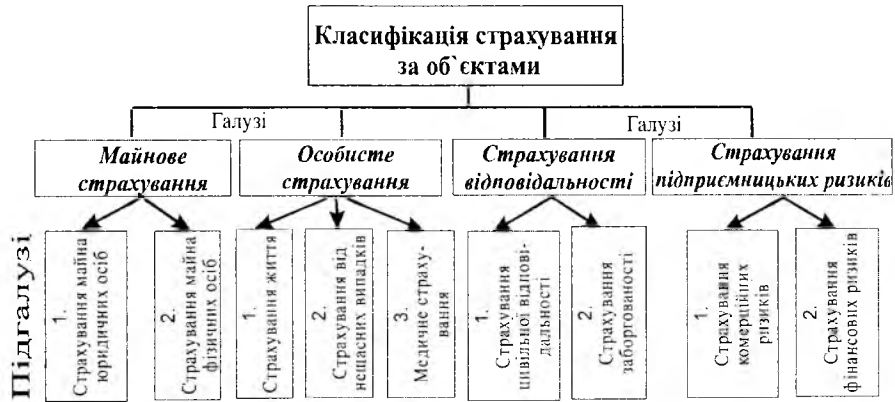 Класифікація страхування
за об`єктами
Галузі
Галузі
Майнове
страхування
Особисте
страхування
Страхування
відповідальності
Страхування
підприємницьких ризиків
Підгалузі
1.
Страхування майна
юридичних осіб
2.
Страхування майна
фізичних осіб
1.
Страхування життя
2.
Страхування від
нещасних випадків
3.
Медичне страху-
вання
1.
Страхування
цивільної відпові-
дальності
2.
Страхування
заборгованості
1.
Страхування
комерційних
ризиків
2.
Страхування
фінансових ризиків